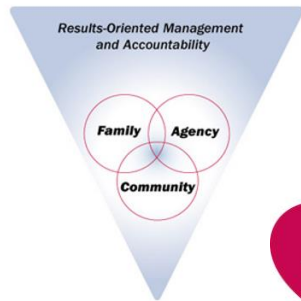 Results-Oriented Management
and Accountability
Family
Agency
Community